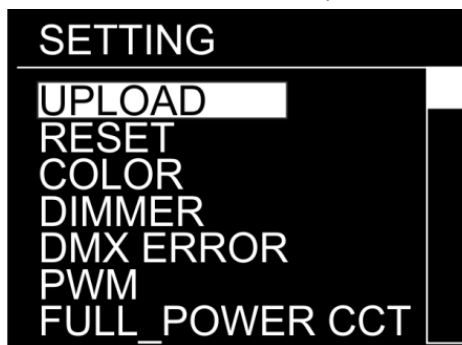 SETTING
UPLOAD
RESET
COLOR
DIMMER
DMX ERROR
PWM
FULL_POWER CCT